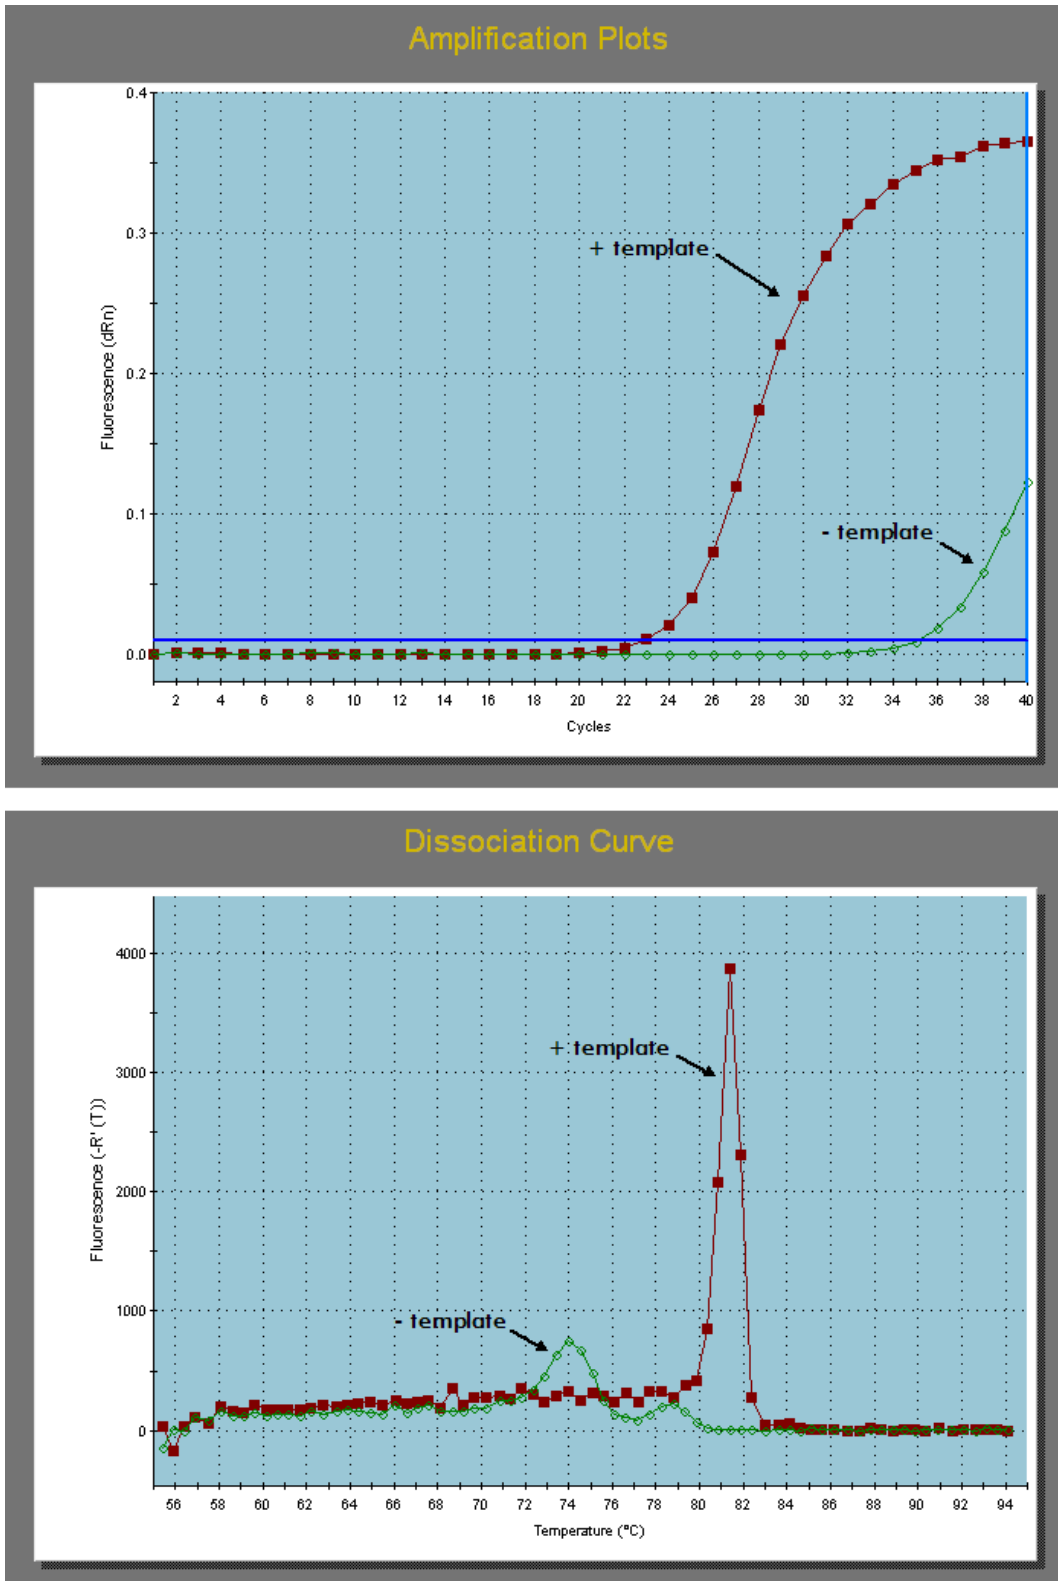 Amplification Plots
0.4
0.3
0.2
0.1
0.0
Fluorescence (dRn)
+ template
- template
2 4 6 8 10 12 14 16 18 20 22 24 26 28 30 32 34 36 38 40
Cycles
Dissociation Curve
4000
3000
2000
1000
0
Fluorescence (-R' (T))
+ template
- template
56 58 60 62 64 66 68 70 72 74 76 78 80 82 84 86 88 90 92 94
Temperature (°C)